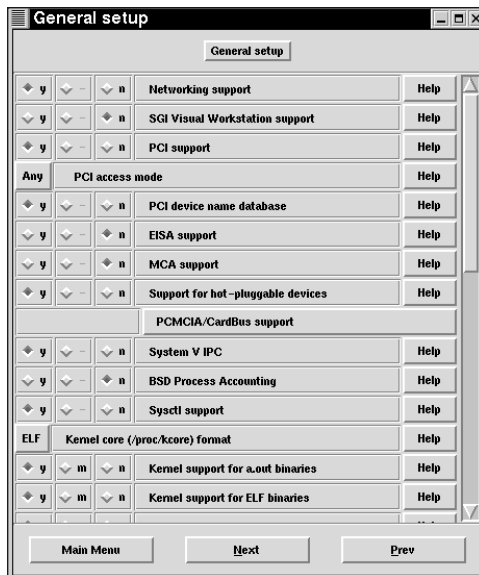 General setup
General setup
y - n Networking support Help
y - n SGI Visual Workstation support Help
y - n PCI support Help
Any PCI access mode Help
y - n PCI device name database Help
y - n EISA support Help
y - n MCA support Help
y - n Support for hot-pluggable devices Help
PCMCIA/CardBus support
y - n System V IPC Help
y - n BSD Process Accounting Help
y - n Sysctl support Help
ELF Kernel core (/proc/kcore) format Help
y m n Kernel support for a.out binaries Help
y m n Kernel support for ELF binaries Help
Main Menu Next Prev